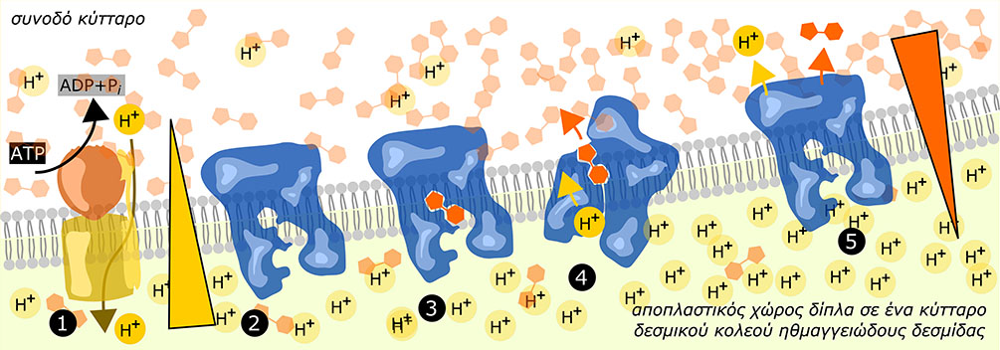 συνοδό κύτταρο
H⁺ H⁺ H⁺ H⁺
H⁺
ADP+Pᵢ
H⁺
H⁺
ATP
H⁺ H⁺ H⁺ H⁺
H⁺ H⁺ H⁺
H⁺ H⁺ H⁺ H⁺
H⁺ H⁺ H⁺ H⁺
5
H⁺ H⁺ H⁺ H⁺
H⁺ H⁺ H⁺ H⁺
4
H⁺ H⁺ H⁺ H⁺ H⁺ H⁺
H⁺ H⁺ H⁺ H⁺
1
2
3
H⁺ H⁺ H⁺ H⁺ H⁺
αποπλαστικός χώρος δίπλα σε ένα κύτταρο
δεσμικού κολεού ηθμαγγειώδους δεσμίδας